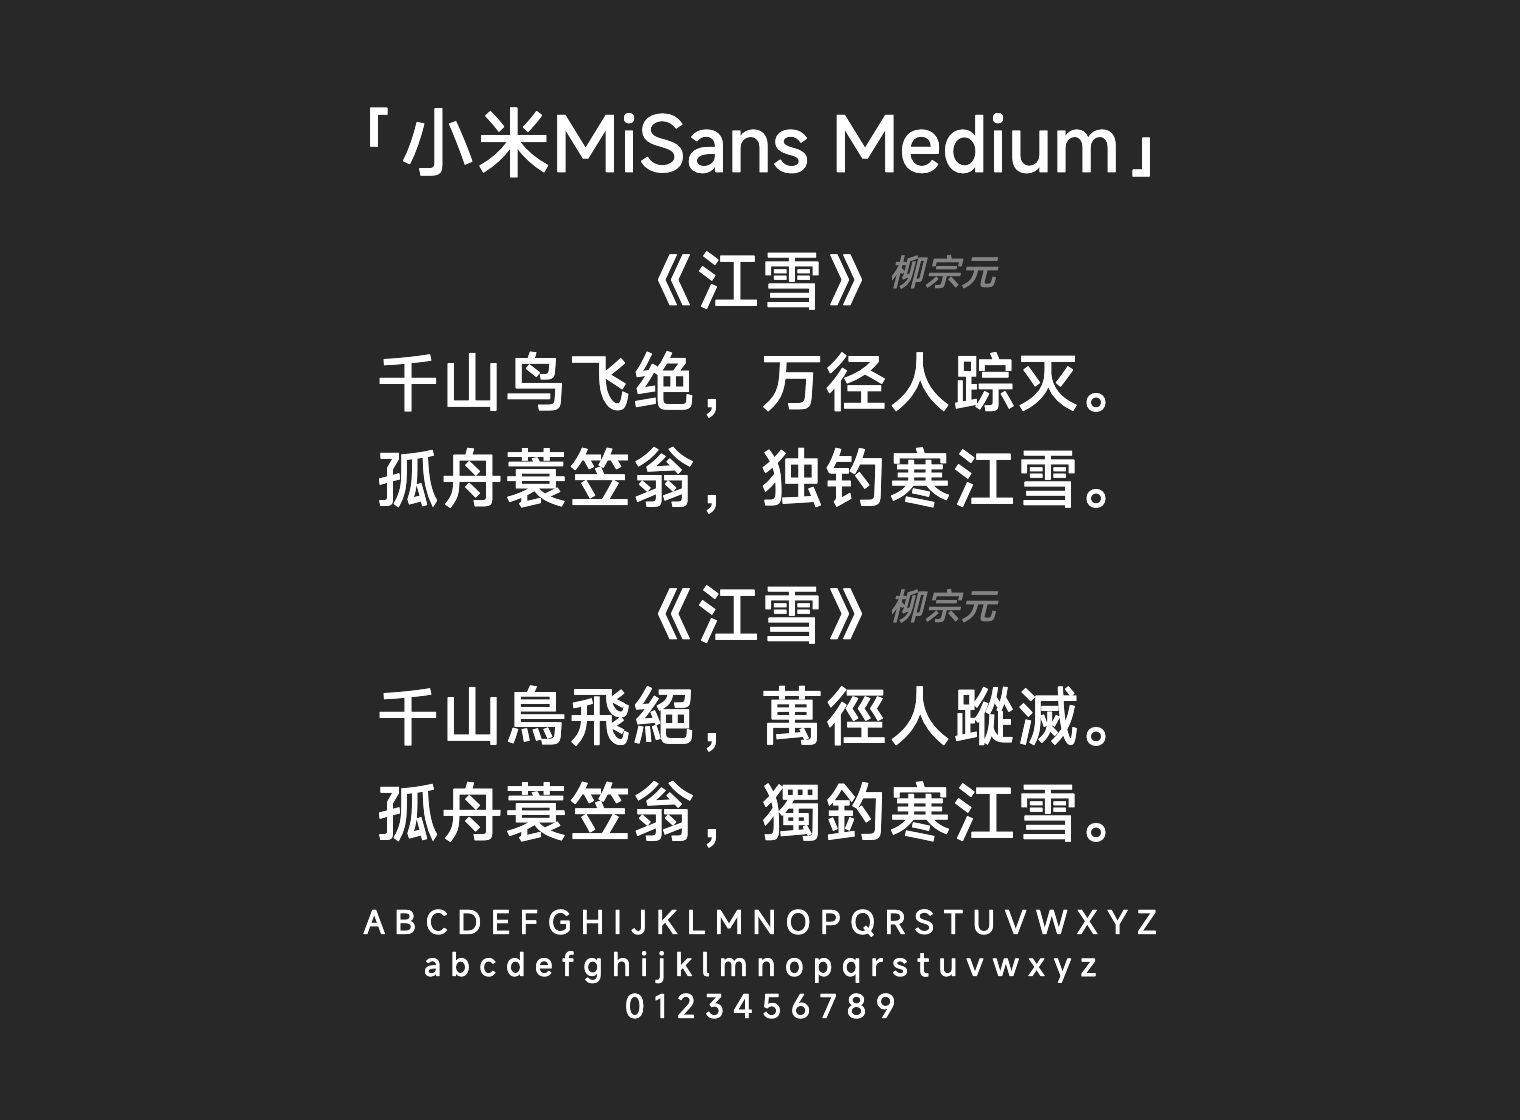 「小米MiSans Medium」
《江雪》柳宗元
千山鸟飞绝，万径人踪灭。
孤舟蓑笠翁，独钓寒江雪。
《江雪》柳宗元
千山鳥飛絕，萬徑人蹤滅。
孤舟蓑笠翁，獨釣寒江雪。
A B C D E F G H I J K L M N O P Q R S T U V W X Y Z
a b c d e f g h i j k l m n o p q r s t u v w x y z
0 1 2 3 4 5 6 7 8 9